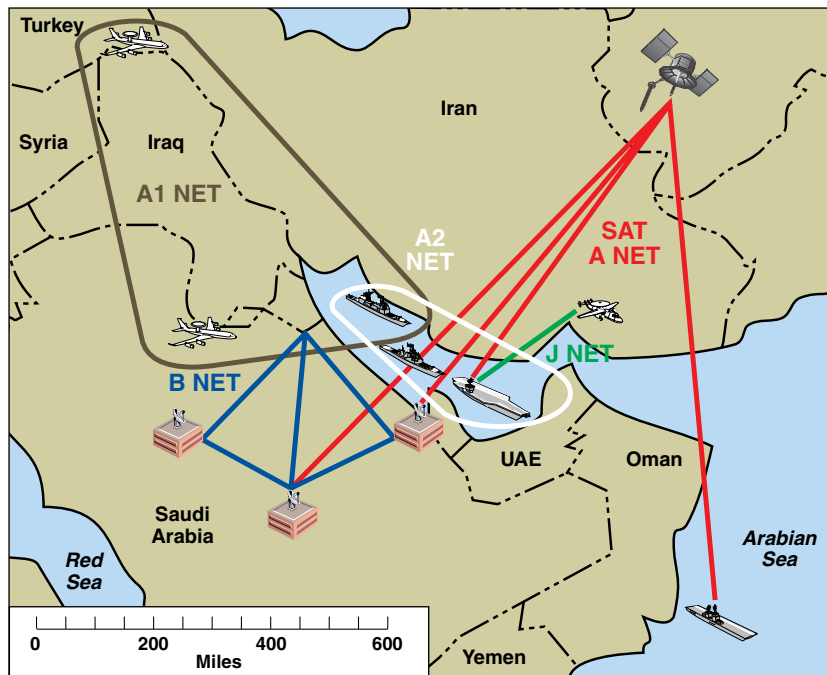 Turkey
Syria
Iraq
Iran
A1 NET
A2
NET
SAT
A NET
J NET
B NET
UAE
Oman
Saudi
Arabia
Red
Sea
Arabian
Sea
0 200 400 600
Miles
Yemen